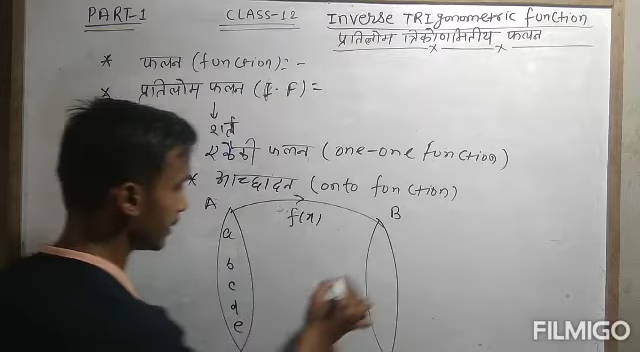 PART-1 CLASS-12 Inverse TRIgonometric function
प्रतिलोम त्रिकोणमितीय फलन
* फलन (function) :-
* प्रतिलोम फलन (I.F) =
↓
शर्त
एकैकी फलन (one-one function)
* आच्छादन (onto function)
A B
f(x)
a
b
c
d
e
FILMIGO